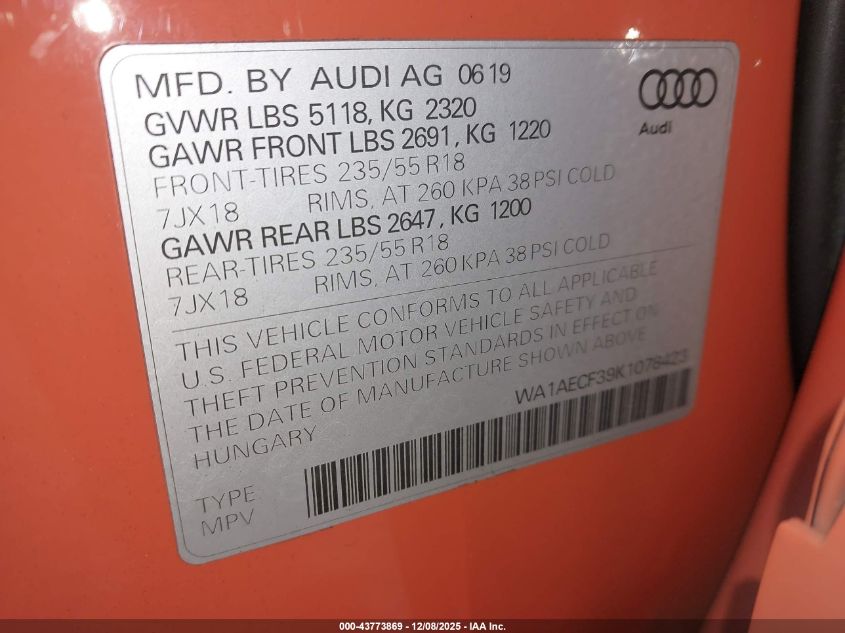 MFD. BY AUDI AG 06 19
GVWR LBS 5118, KG 2320
GAWR FRONT LBS 2691, KG 1220
FRONT-TIRES 235/55 R18
7JX18 RIMS, AT 260 KPA 38 PSI COLD
GAWR REAR LBS 2647, KG 1200
REAR-TIRES 235/55 R18
7JX18 RIMS, AT 260 KPA 38 PSI COLD
Audi
THIS VEHICLE CONFORMS TO ALL APPLICABLE
U.S. FEDERAL MOTOR VEHICLE SAFETY AND
THEFT PREVENTION STANDARDS IN EFFECT ON
THE DATE OF MANUFACTURE SHOWN ABOVE
HUNGARY
WA1AECF39K1078423
TYPE
MPV
000-43773869 - 12/08/2025 - IAA Inc.